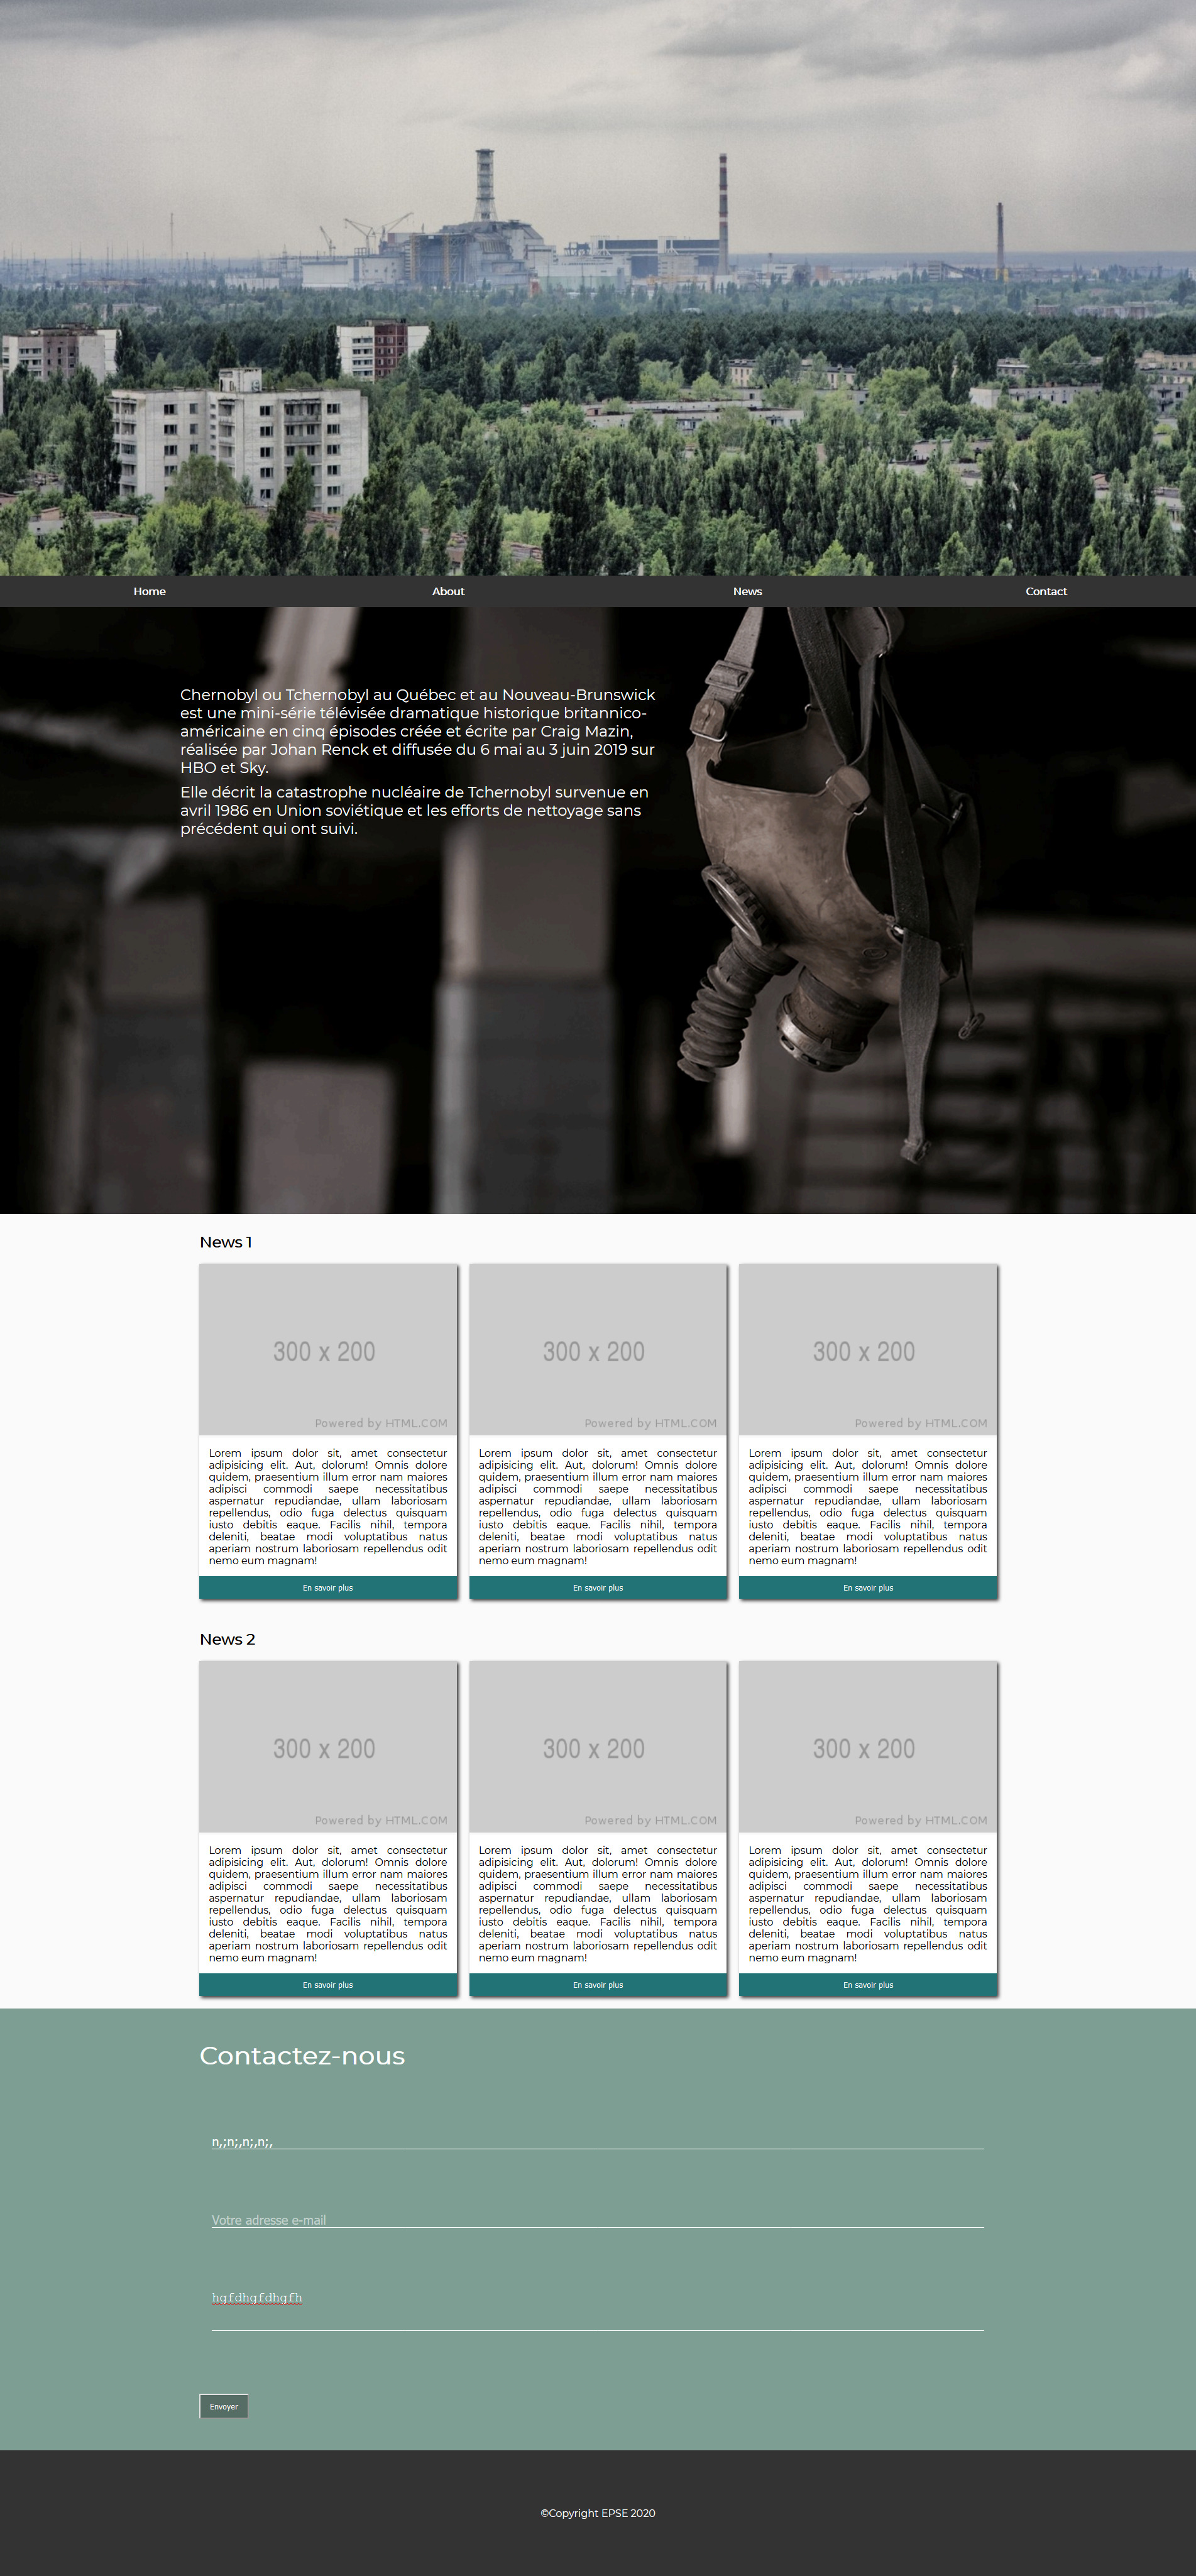 Home About News Contact
Chernobyl ou Tchernobyl au Québec et au Nouveau-Brunswick
est une mini-série télévisée dramatique historique britannico-
américaine en cinq épisodes créée et écrite par Craig Mazin,
réalisée par Johan Renck et diffusée du 6 mai au 3 juin 2019 sur
HBO et Sky.
Elle décrit la catastrophe nucléaire de Tchernobyl survenue en
avril 1986 en Union soviétique et les efforts de nettoyage sans
précédent qui ont suivi.
News 1
300 x 200
Powered by HTML.COM
Lorem ipsum dolor sit, amet consectetur
adipisicing elit. Aut, dolorum! Omnis dolore
quidem, praesentium illum error nam maiores
adipisci commodi saepe necessitatibus
aspernatur repudiandae, ullam laboriosam
repellendus, odio fuga delectus quisquam
iusto debitis eaque. Facilis nihil, tempora
deleniti, beatae modi voluptatibus natus
aperiam nostrum laboriosam repellendus odit
nemo eum magnam!
En savoir plus
300 x 200
Powered by HTML.COM
Lorem ipsum dolor sit, amet consectetur
adipisicing elit. Aut, dolorum! Omnis dolore
quidem, praesentium illum error nam maiores
adipisci commodi saepe necessitatibus
aspernatur repudiandae, ullam laboriosam
repellendus, odio fuga delectus quisquam
iusto debitis eaque. Facilis nihil, tempora
deleniti, beatae modi voluptatibus natus
aperiam nostrum laboriosam repellendus odit
nemo eum magnam!
En savoir plus
300 x 200
Powered by HTML.COM
Lorem ipsum dolor sit, amet consectetur
adipisicing elit. Aut, dolorum! Omnis dolore
quidem, praesentium illum error nam maiores
adipisci commodi saepe necessitatibus
aspernatur repudiandae, ullam laboriosam
repellendus, odio fuga delectus quisquam
iusto debitis eaque. Facilis nihil, tempora
deleniti, beatae modi voluptatibus natus
aperiam nostrum laboriosam repellendus odit
nemo eum magnam!
En savoir plus
News 2
300 x 200
Powered by HTML.COM
Lorem ipsum dolor sit, amet consectetur
adipisicing elit. Aut, dolorum! Omnis dolore
quidem, praesentium illum error nam maiores
adipisci commodi saepe necessitatibus
aspernatur repudiandae, ullam laboriosam
repellendus, odio fuga delectus quisquam
iusto debitis eaque. Facilis nihil, tempora
deleniti, beatae modi voluptatibus natus
aperiam nostrum laboriosam repellendus odit
nemo eum magnam!
En savoir plus
300 x 200
Powered by HTML.COM
Lorem ipsum dolor sit, amet consectetur
adipisicing elit. Aut, dolorum! Omnis dolore
quidem, praesentium illum error nam maiores
adipisci commodi saepe necessitatibus
aspernatur repudiandae, ullam laboriosam
repellendus, odio fuga delectus quisquam
iusto debitis eaque. Facilis nihil, tempora
deleniti, beatae modi voluptatibus natus
aperiam nostrum laboriosam repellendus odit
nemo eum magnam!
En savoir plus
300 x 200
Powered by HTML.COM
Lorem ipsum dolor sit, amet consectetur
adipisicing elit. Aut, dolorum! Omnis dolore
quidem, praesentium illum error nam maiores
adipisci commodi saepe necessitatibus
aspernatur repudiandae, ullam laboriosam
repellendus, odio fuga delectus quisquam
iusto debitis eaque. Facilis nihil, tempora
deleniti, beatae modi voluptatibus natus
aperiam nostrum laboriosam repellendus odit
nemo eum magnam!
En savoir plus
Contactez-nous
n,;n;,n;,n;,
Votre adresse e-mail
hgfdhgfdhgfh
Envoyer
©Copyright EPSE 2020